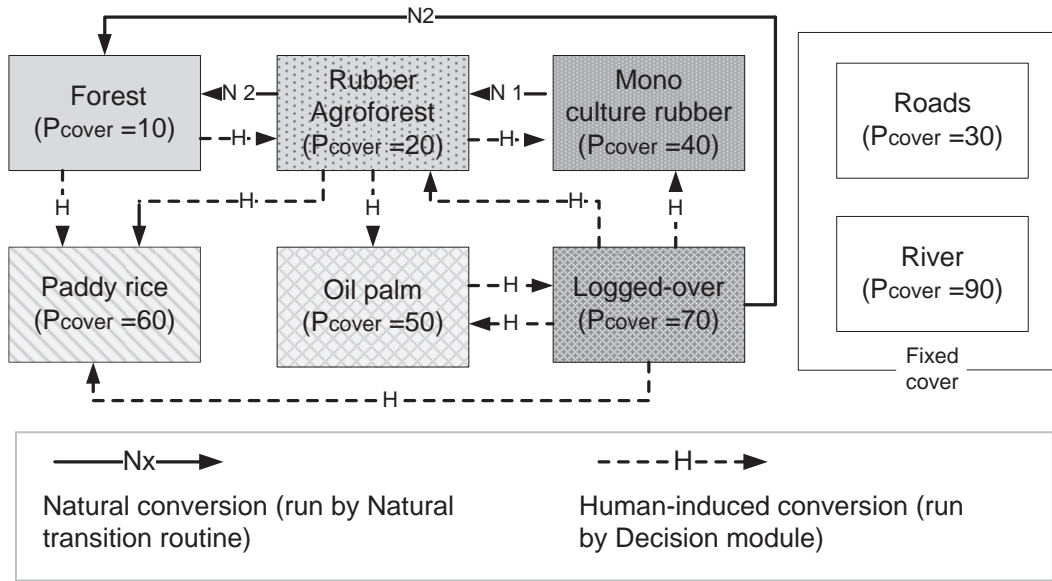 N2
Forest
(Pcover =10)
N 2
H
Rubber
Agroforest
(Pcover =20)
N 1
H
Mono
culture rubber
(Pcover =40)
Roads
(Pcover =30)
H
H
H
H
H
Paddy rice
(Pcover =60)
Oil palm
(Pcover =50)
H
H
Logged-over
(Pcover =70)
River
(Pcover =90)
Fixed
cover
H
Nx
H
Natural conversion (run by Natural
transition routine)
Human-induced conversion (run
by Decision module)